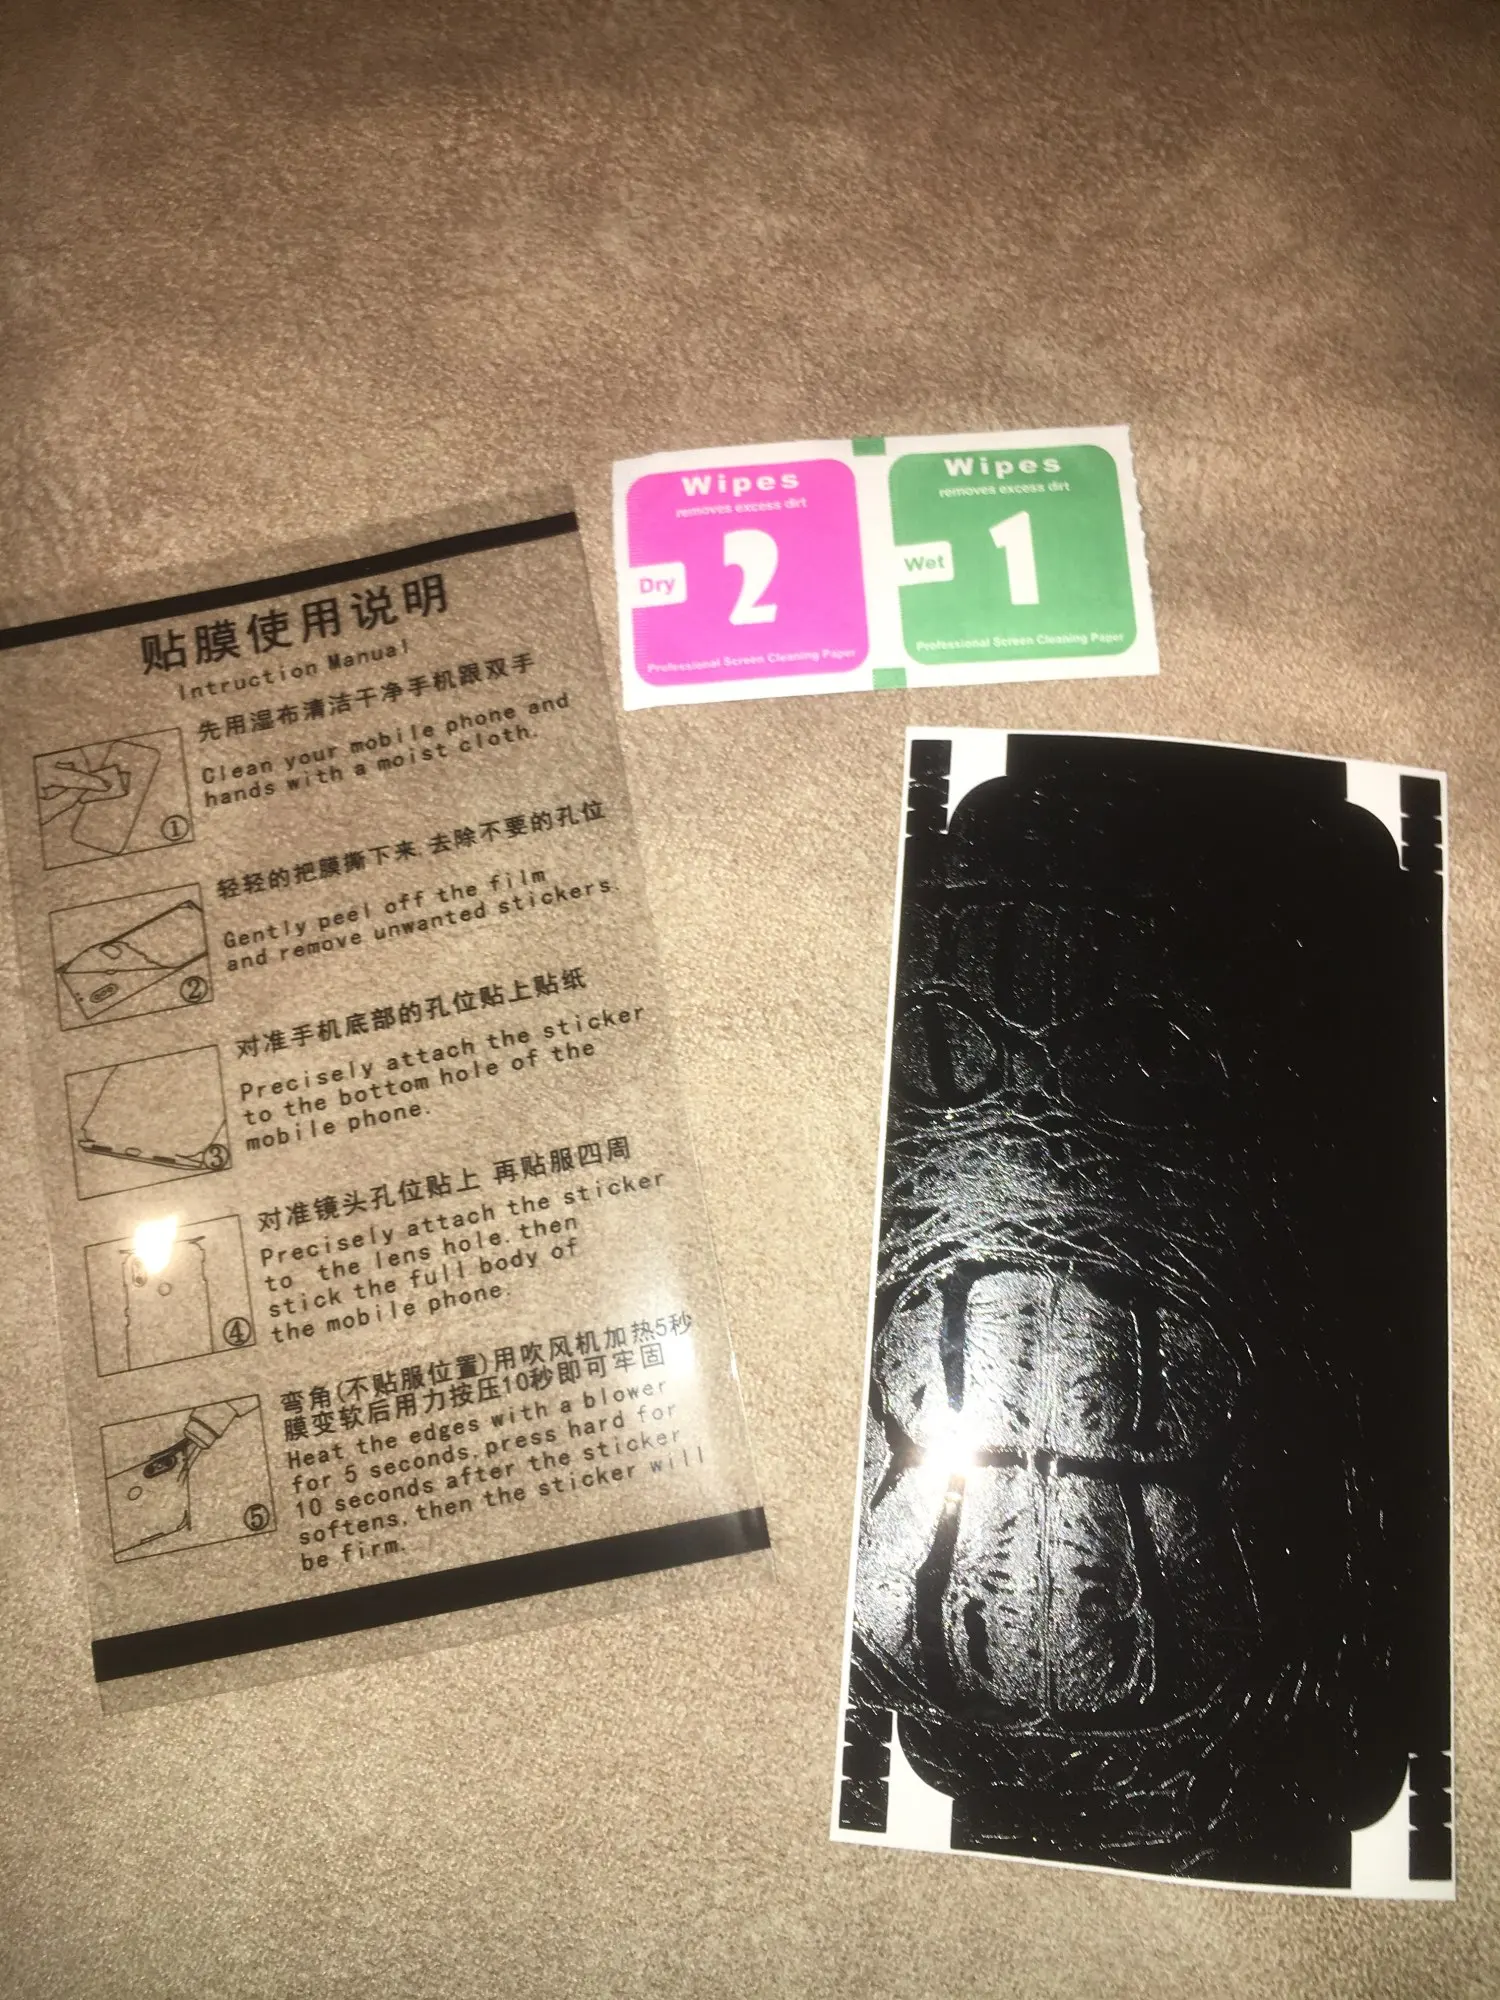 贴膜使用说明
Intruction Manual
先用湿布清洁干净手机跟双手
Clean your mobile phone and
hands with a moist cloth.
①
轻轻的把膜撕下来,去除不要的孔位
Gently peel off the film
and remove unwanted stickers.
②
对准手机底部的孔位贴上贴纸
Precisely attach the sticker
to the bottom hole of the
mobile phone.
③
对准镜头孔位贴上 再贴服四周
Precisely attach the sticker
to the lens hole.then
stick the full body of
the mobile phone.
④
弯角(不贴服位置)用吹风机加热5秒
膜变软后用力按压10秒即可牢固
Heat the edges with a blower
for 5 seconds.press hard for
10 seconds after the sticker
softens,then the sticker will
be firm.
⑤
Wipes
removes excess dirt
Dry
2
Professional Screen Cleaning Paper
Wipes
removes excess dirt
Wet
1
Professional Screen Cleaning Paper